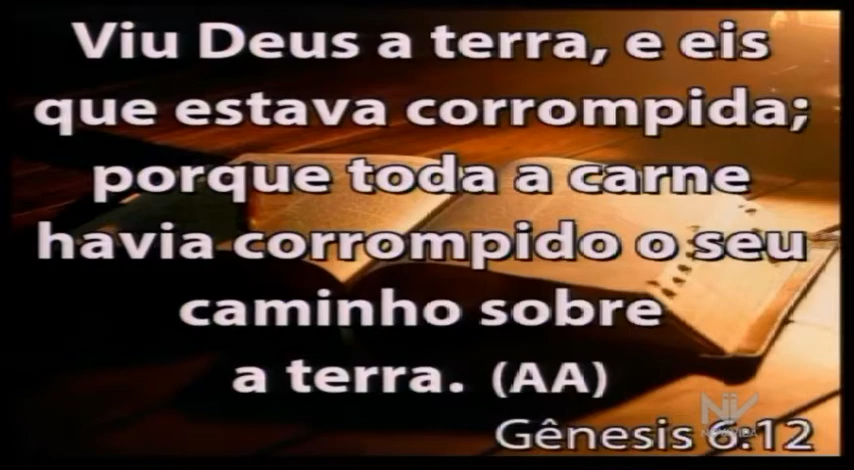 Viu Deus a terra, e eis
que estava corrompida;
porque toda a carne
havia corrompido o seu
caminho sobre
a terra. (AA)
Gênesis 6:12